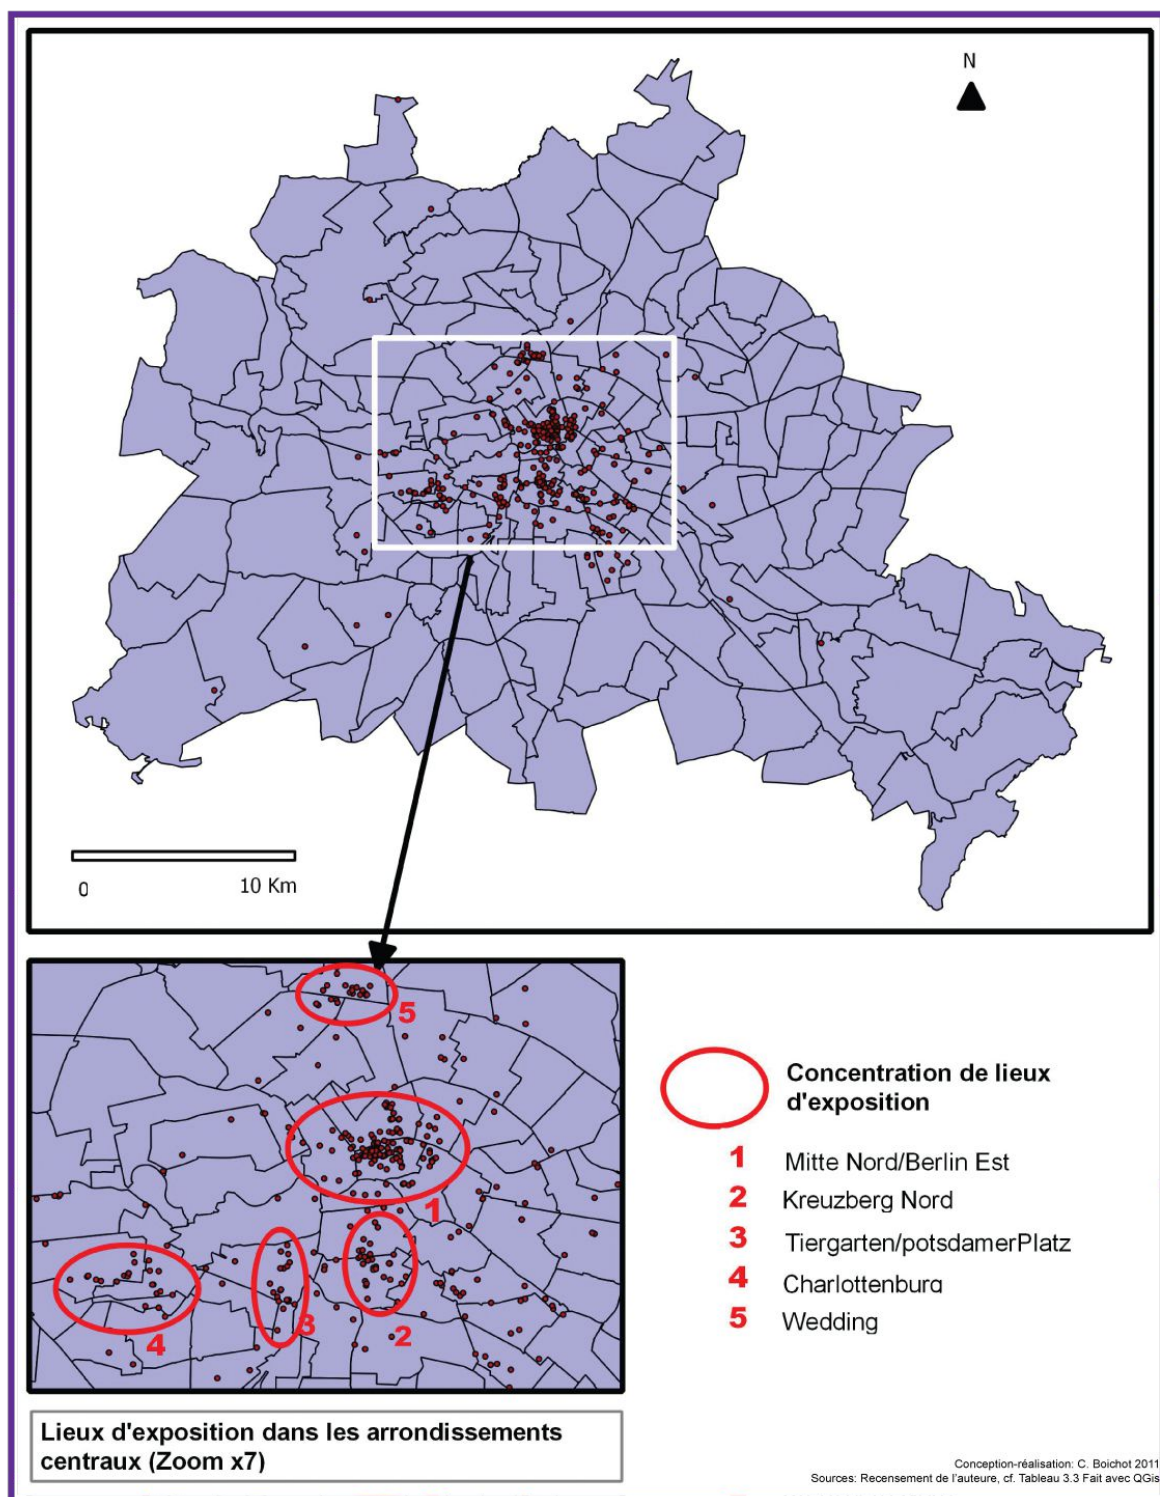 N
0 10 Km
5
1
4
3
2
Concentration de lieux
d'exposition
1 Mitte Nord/Berlin Est
2 Kreuzberg Nord
3 Tiergarten/potsdamerPlatz
4 Charlottenburg
5 Wedding
Lieux d'exposition dans les arrondissements
centraux (Zoom x7)
Conception-réalisation: C. Boichot 2011
Sources: Recensement de l'auteure, cf. Tableau 3.3 Fait avec QGis